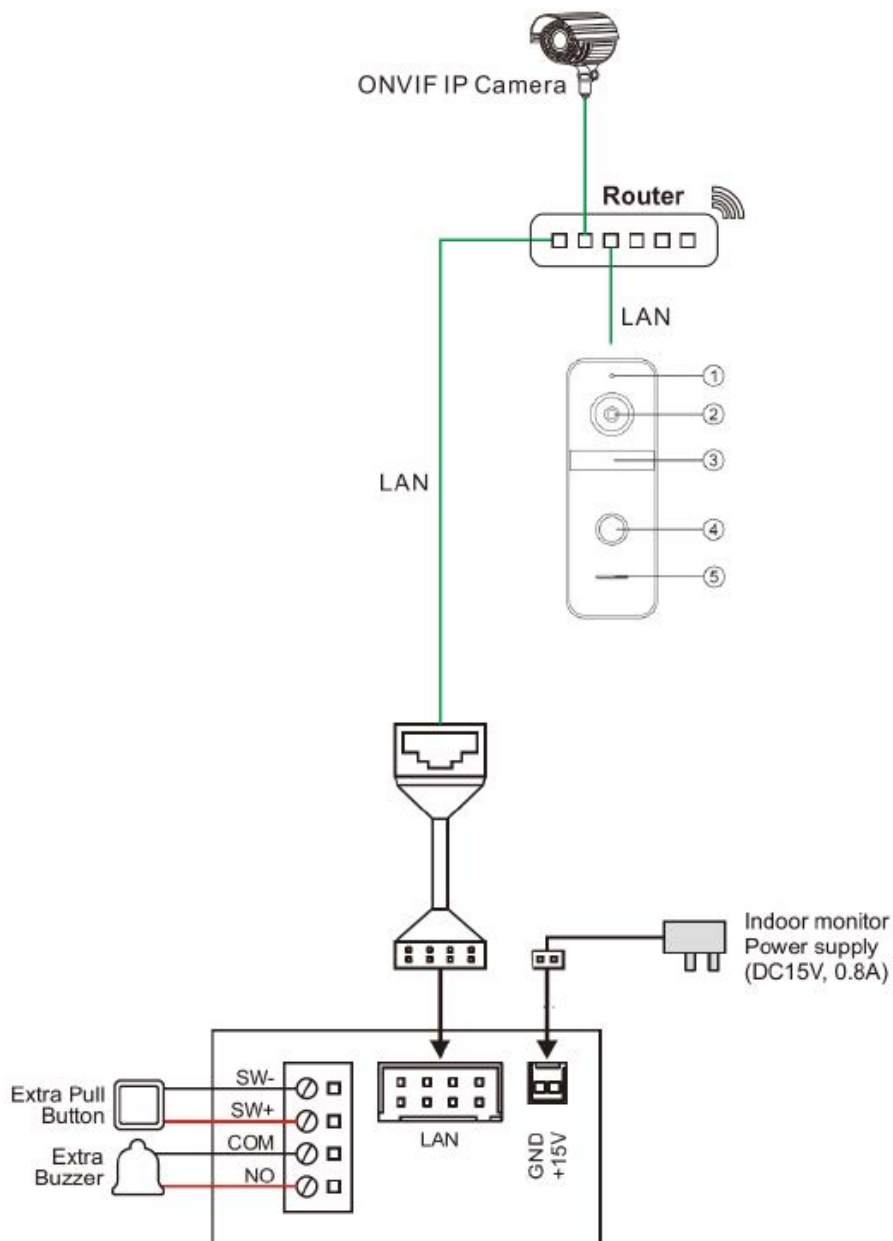 ONVIF IP Camera
Router
LAN
1
2
3
4
5
LAN
Indoor monitor
Power supply
(DC15V, 0.8A)
Extra Pull
Button
SW-
SW+
Extra
Buzzer
COM
NO
LAN
GND
+15V